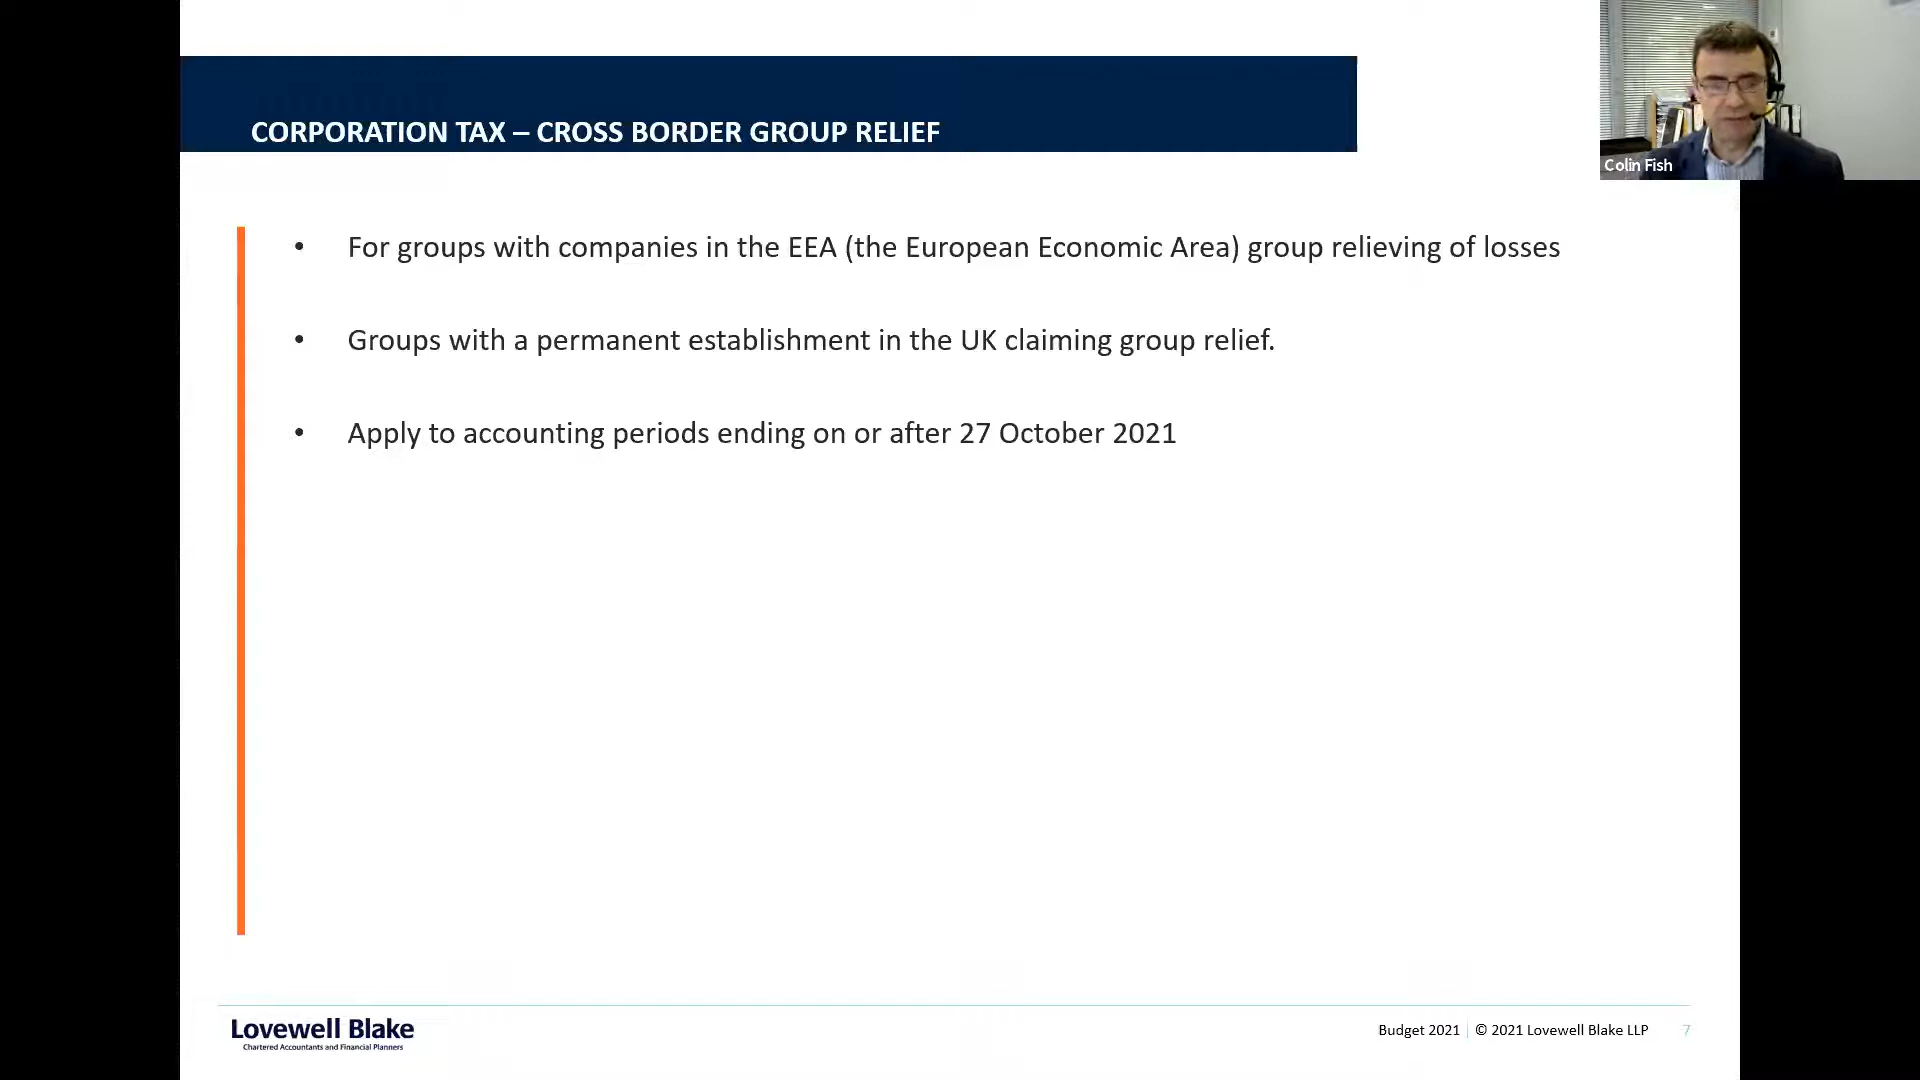 CORPORATION TAX – CROSS BORDER GROUP RELIEF
Colin Fish
• For groups with companies in the EEA (the European Economic Area) group relieving of losses
• Groups with a permanent establishment in the UK claiming group relief.
• Apply to accounting periods ending on or after 27 October 2021
Lovewell Blake
Chartered Accountants and Financial Planners
Budget 2021 | © 2021 Lovewell Blake LLP 7